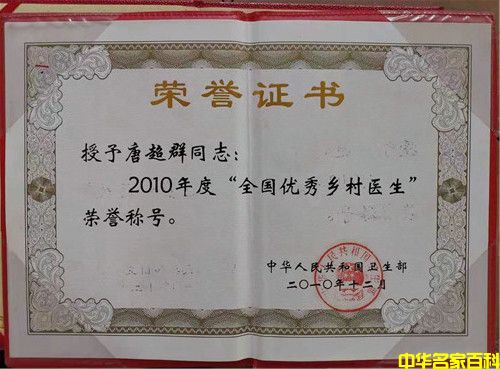 荣誉证书
授予唐超群同志：
2010年度“全国优秀乡村医生”
荣誉称号。
中华人民共和国卫生部
二〇一〇年十二月
中华名家百科